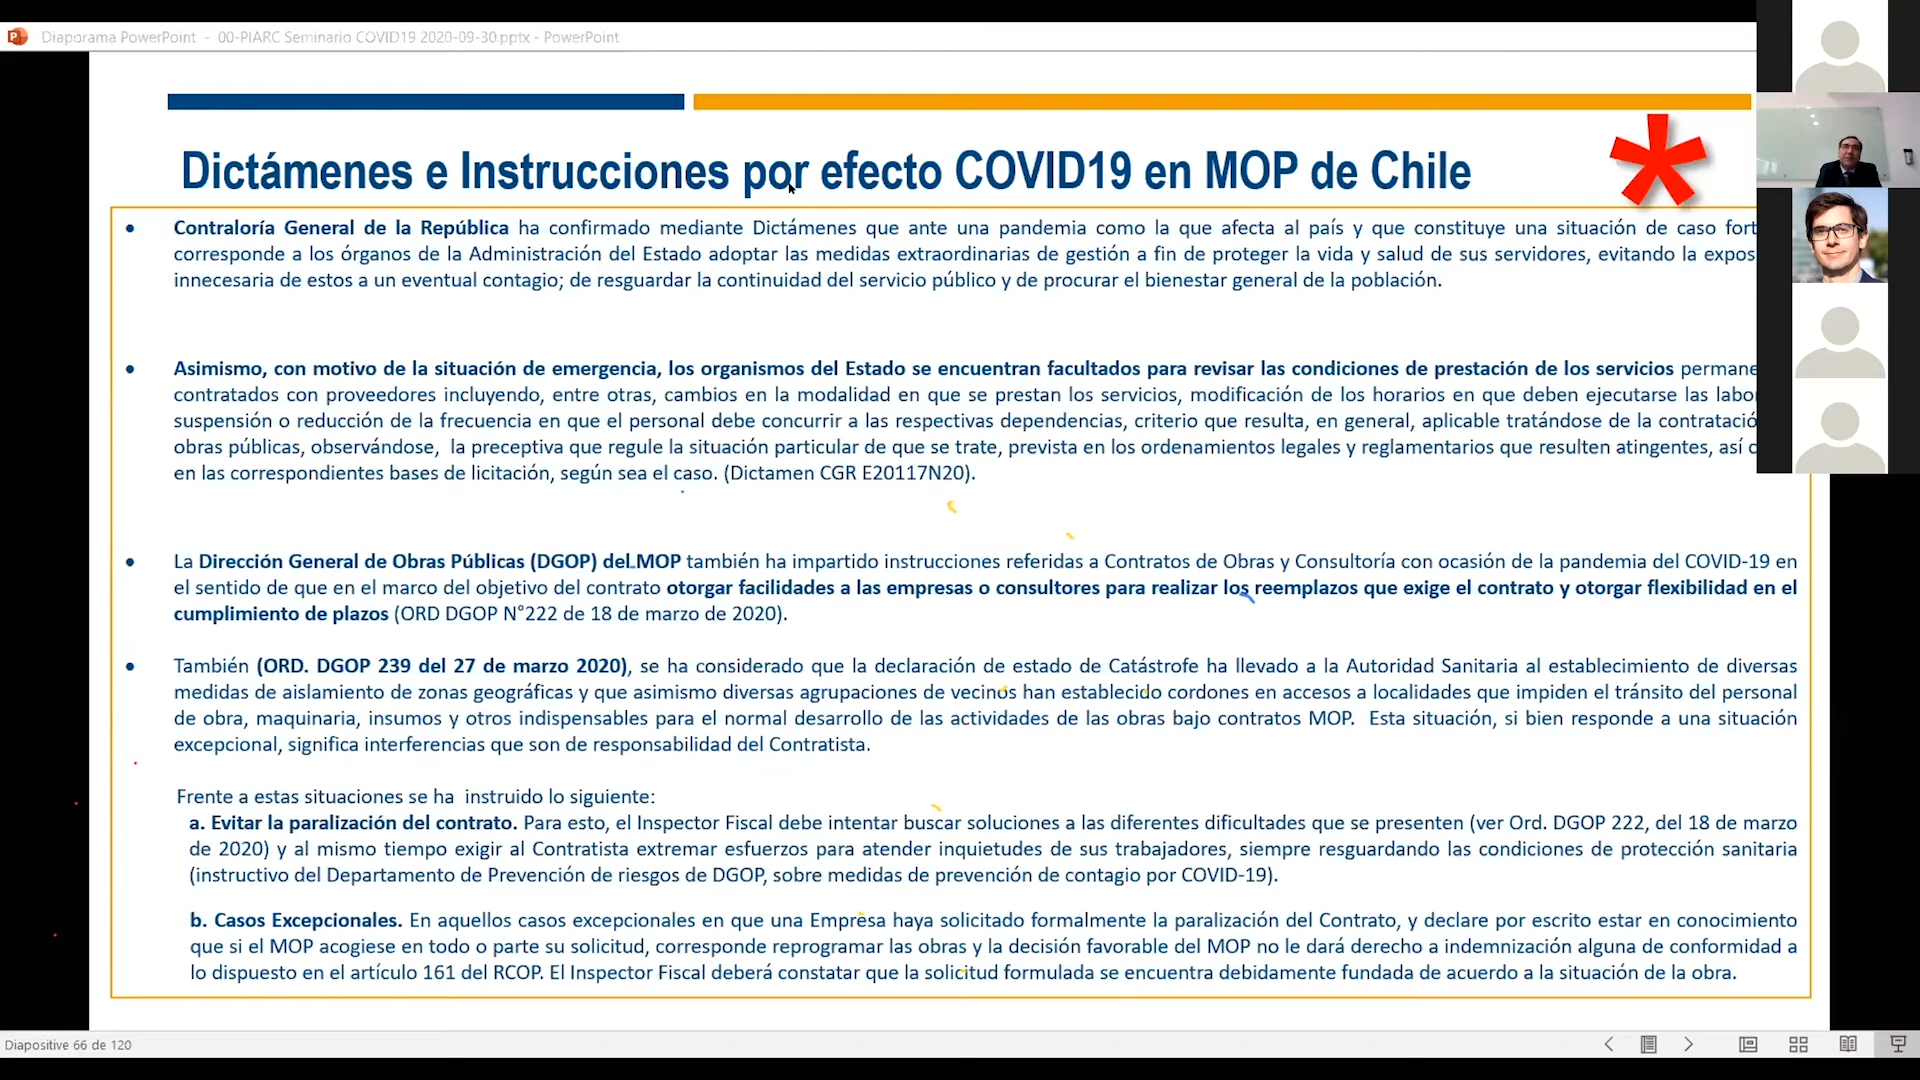 Diaporama PowerPoint - 00-PIARC Seminario COVID19 2020-09-30.pptx - PowerPoint
Dictámenes e Instrucciones por efecto COVID19 en MOP de Chile
• Contraloría General de la República ha confirmado mediante Dictámenes que ante una pandemia como la que afecta al país y que constituye una situación de caso fort
corresponde a los órganos de la Administración del Estado adoptar las medidas extraordinarias de gestión a fin de proteger la vida y salud de sus servidores, evitando la expos
innecesaria de estos a un eventual contagio; de resguardar la continuidad del servicio público y de procurar el bienestar general de la población.
• Asimismo, con motivo de la situación de emergencia, los organismos del Estado se encuentran facultados para revisar las condiciones de prestación de los servicios permane
contratados con proveedores incluyendo, entre otras, cambios en la modalidad en que se prestan los servicios, modificación de los horarios en que deben ejecutarse las labo
suspensión o reducción de la frecuencia en que el personal debe concurrir a las respectivas dependencias, criterio que resulta, en general, aplicable tratándose de la contratació
obras públicas, observándose, la preceptiva que regule la situación particular de que se trate, prevista en los ordenamientos legales y reglamentarios que resulten atingentes, así c
en las correspondientes bases de licitación, según sea el caso. (Dictamen CGR E20117N20).
• La Dirección General de Obras Públicas (DGOP) del MOP también ha impartido instrucciones referidas a Contratos de Obras y Consultoría con ocasión de la pandemia del COVID-19 en
el sentido de que en el marco del objetivo del contrato otorgar facilidades a las empresas o consultores para realizar los reemplazos que exige el contrato y otorgar flexibilidad en el
cumplimiento de plazos (ORD DGOP N°222 de 18 de marzo de 2020).
• También (ORD. DGOP 239 del 27 de marzo 2020), se ha considerado que la declaración de estado de Catástrofe ha llevado a la Autoridad Sanitaria al establecimiento de diversas
medidas de aislamiento de zonas geográficas y que asimismo diversas agrupaciones de vecinos han establecido cordones en accesos a localidades que impiden el tránsito del personal
de obra, maquinaria, insumos y otros indispensables para el normal desarrollo de las actividades de las obras bajo contratos MOP. Esta situación, si bien responde a una situación
excepcional, significa interferencias que son de responsabilidad del Contratista.
Frente a estas situaciones se ha instruido lo siguiente:
a. Evitar la paralización del contrato. Para esto, el Inspector Fiscal debe intentar buscar soluciones a las diferentes dificultades que se presenten (ver Ord. DGOP 222, del 18 de marzo
de 2020) y al mismo tiempo exigir al Contratista extremar esfuerzos para atender inquietudes de sus trabajadores, siempre resguardando las condiciones de protección sanitaria
(instructivo del Departamento de Prevención de riesgos de DGOP, sobre medidas de prevención de contagio por COVID-19).
b. Casos Excepcionales. En aquellos casos excepcionales en que una Empresa haya solicitado formalmente la paralización del Contrato, y declare por escrito estar en conocimiento
que si el MOP acogiese en todo o parte su solicitud, corresponde reprogramar las obras y la decisión favorable del MOP no le dará derecho a indemnización alguna de conformidad a
lo dispuesto en el artículo 161 del RCOP. El Inspector Fiscal deberá constatar que la solicitud formulada se encuentra debidamente fundada de acuerdo a la situación de la obra.
Diapositive 66 de 120